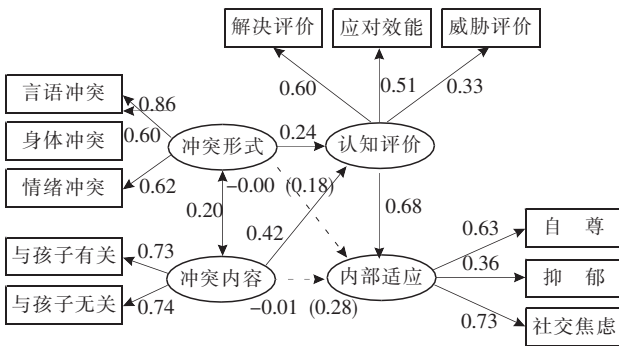 解决评价 应对效能 威胁评价
0.60 0.51 0.33
言语冲突
0.86
身体冲突
0.60
情绪冲突
0.62
冲突形式
0.24
认知评价
-0.00 (0.18)
0.20
0.42
0.68
与孩子有关
0.73
与孩子无关
0.74
冲突内容
-0.01 (0.28)
内部适应
0.63
自 尊
0.36
抑 郁
0.73
社交焦虑